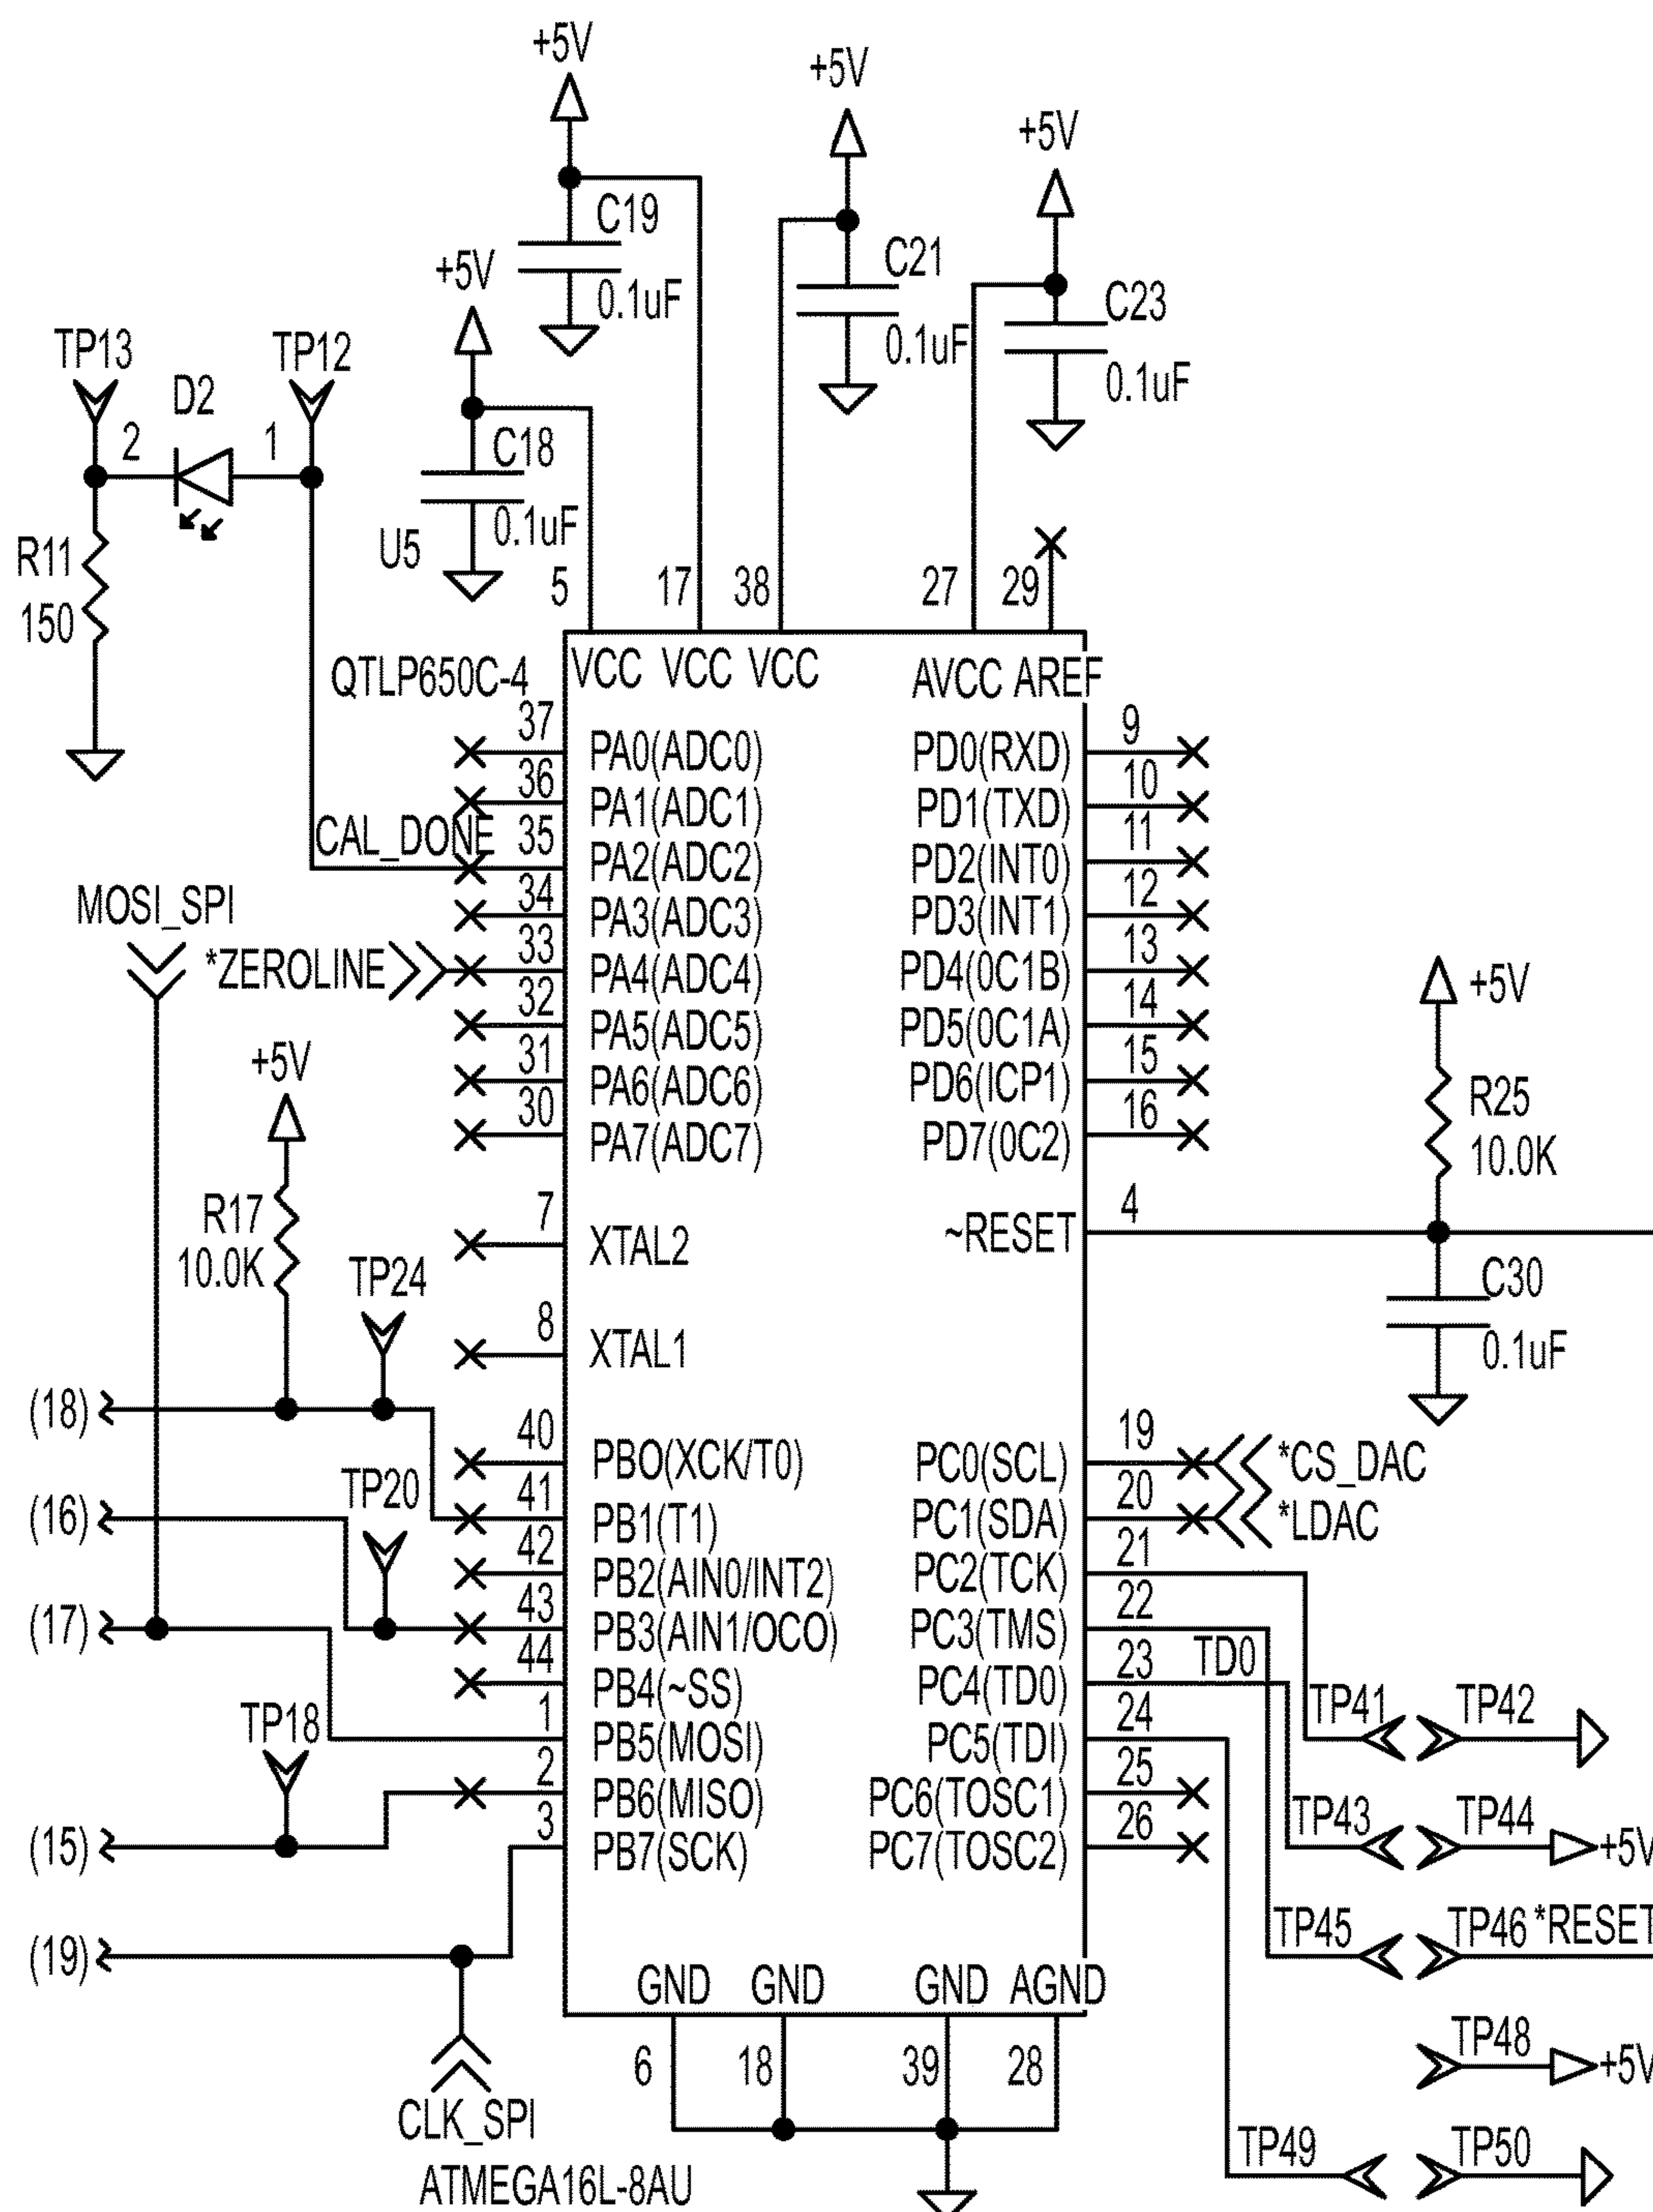 +5V
+5V
+5V
C19
0.1uF
C21
0.1uF
C23
0.1uF
+5V
C18
0.1uF
TP13
TP12
D2
2
1
R11
150
U5
5
17
38
27
29
QTLP650C-4
VCC
VCC
VCC
AVCC
AREF
37
PA0(ADC0)
36
PA1(ADC1)
CAL_DONE
35
PA2(ADC2)
34
PA3(ADC3)
*ZEROLINE
33
PA4(ADC4)
32
PA5(ADC5)
31
PA6(ADC6)
30
PA7(ADC7)
7
XTAL2
8
XTAL1
40
PBO(XCK/T0)
41
PB1(T1)
42
PB2(AIN0/INT2)
43
PB3(AIN1/OCO)
44
PB4(~SS)
1
PB5(MOSI)
2
PB6(MISO)
3
PB7(SCK)
MOSI_SPI
+5V
R17
10.0K
TP24
(18)
TP20
(16)
(17)
TP18
(15)
(19)
CLK_SPI
PD0(RXD)
9
PD1(TXD)
10
PD2(INT0)
11
PD3(INT1)
12
PD4(0C1B)
13
PD5(0C1A)
14
PD6(ICP1)
15
PD7(0C2)
16
~RESET
4
+5V
R25
10.0K
C30
0.1uF
PC0(SCL)
19
*CS_DAC
PC1(SDA)
20
*LDAC
PC2(TCK)
21
PC3(TMS)
22
PC4(TD0)
23
TD0
PC5(TDI)
24
PC6(TOSC1)
25
PC7(TOSC2)
26
TP41
TP42
TP43
TP44
+5V
TP45
TP46
*RESET
TP48
+5V
TP49
TP50
GND
GND
GND
AGND
6
18
39
28
ATMEGA16L-8AU